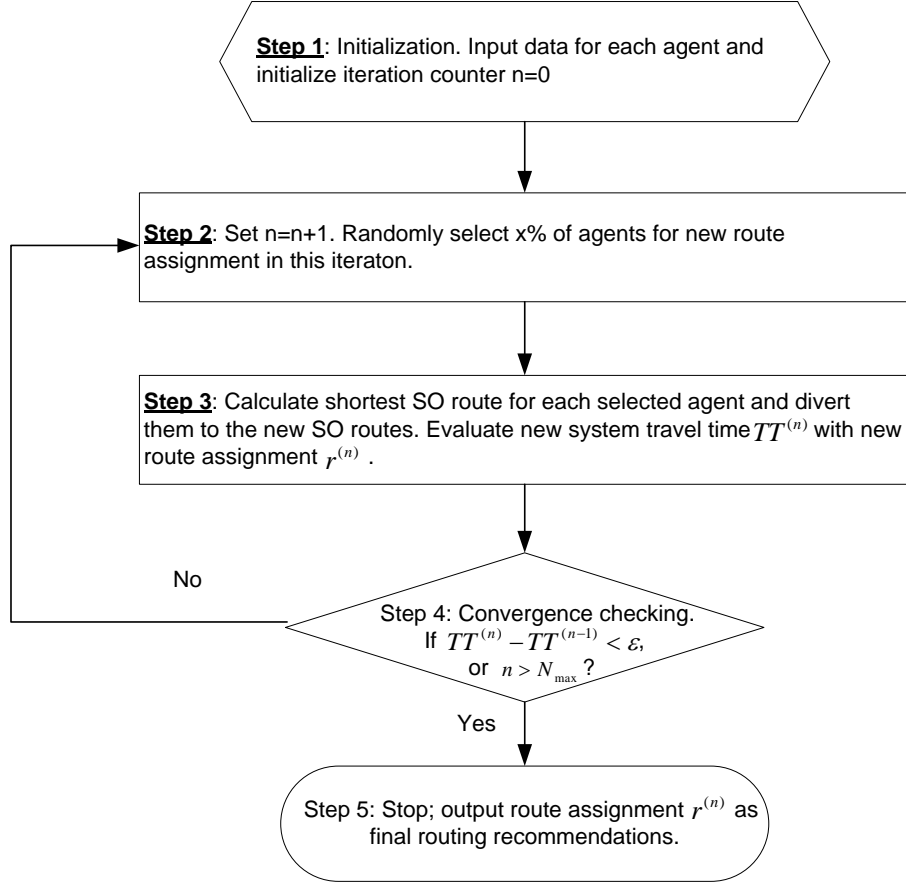 Step 1: Initialization. Input data for each agent and
initialize iteration counter n=0
Step 2: Set n=n+1. Randomly select x% of agents for new route
assignment in this iteraton.
Step 3: Calculate shortest SO route for each selected agent and divert
them to the new SO routes. Evaluate new system travel time TT^(n) with new
route assignment r^(n) .
No
Step 4: Convergence checking.
If TT^(n) − TT^(n−1) < ε,
or n > N_max ?
Yes
Step 5: Stop; output route assignment r^(n) as
final routing recommendations.